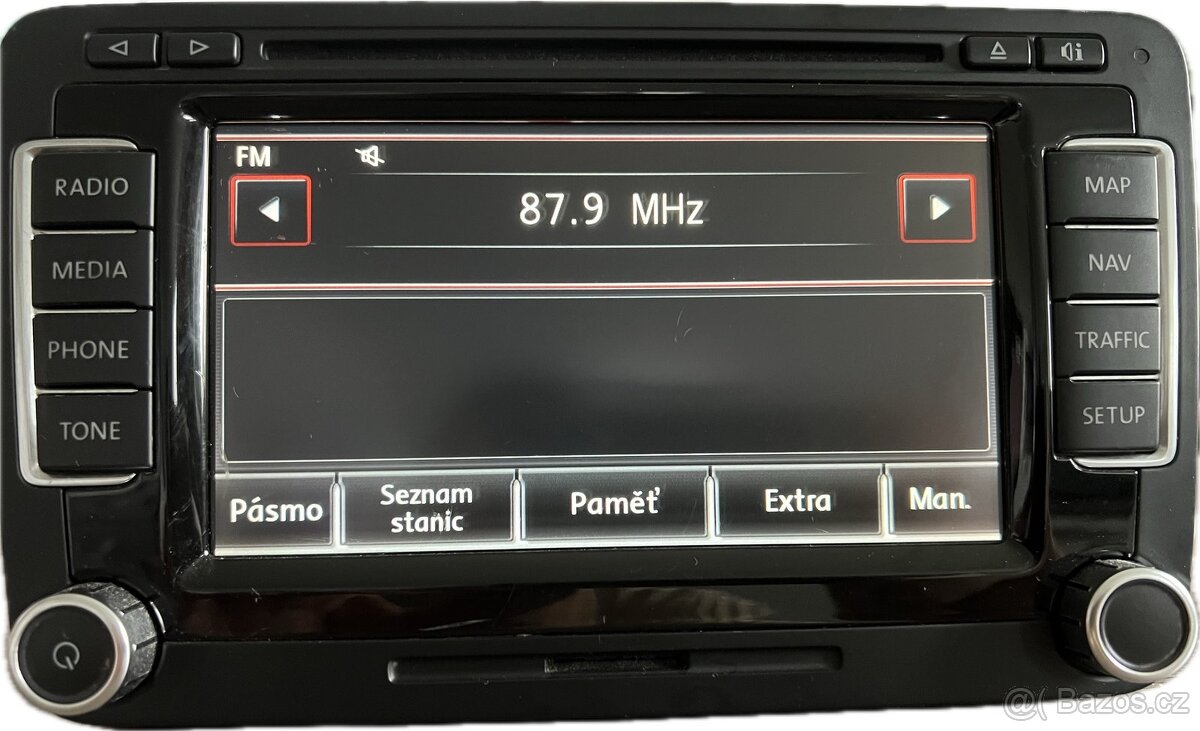 FM
87.9 MHz
RADIO
MEDIA
PHONE
TONE
MAP
NAV
TRAFFIC
SETUP
Pásmo
Seznam
stanic
Paměť
Extra
Man.
@( Bazos.cz